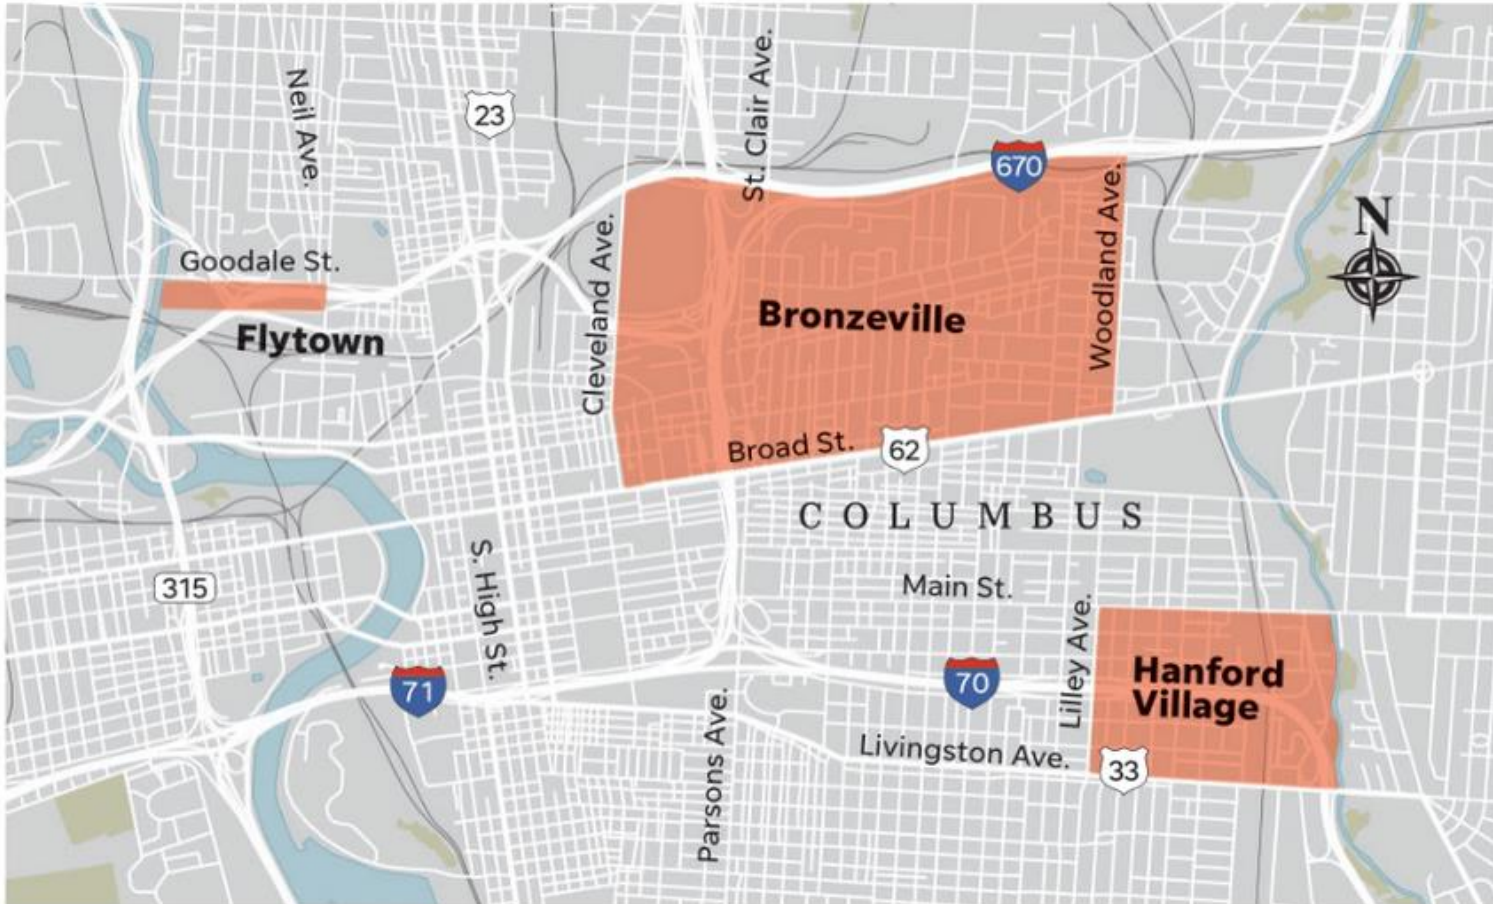 Neil Ave.
23
St. Clair Ave.
670
N
Goodale St.
Flytown
Cleveland Ave.
Bronzeville
Woodland Ave.
Broad St.
62
COLUMBUS
315
S. High St.
Main St.
Lilley Ave.
Hanford
Village
71
70
Parsons Ave.
Livingston Ave.
33